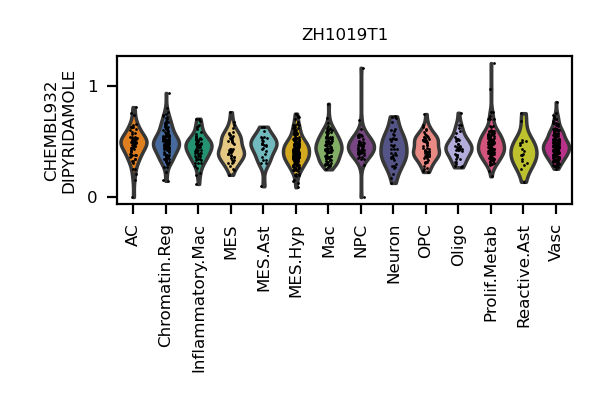 ZH1019T1
CHEMBL932
DIPYRIDAMOLE
1
0
AC
Chromatin.Reg
Inflammatory.Mac
MES
MES.Ast
MES.Hyp
Mac
NPC
Neuron
OPC
Oligo
Prolif.Metab
Reactive.Ast
Vasc